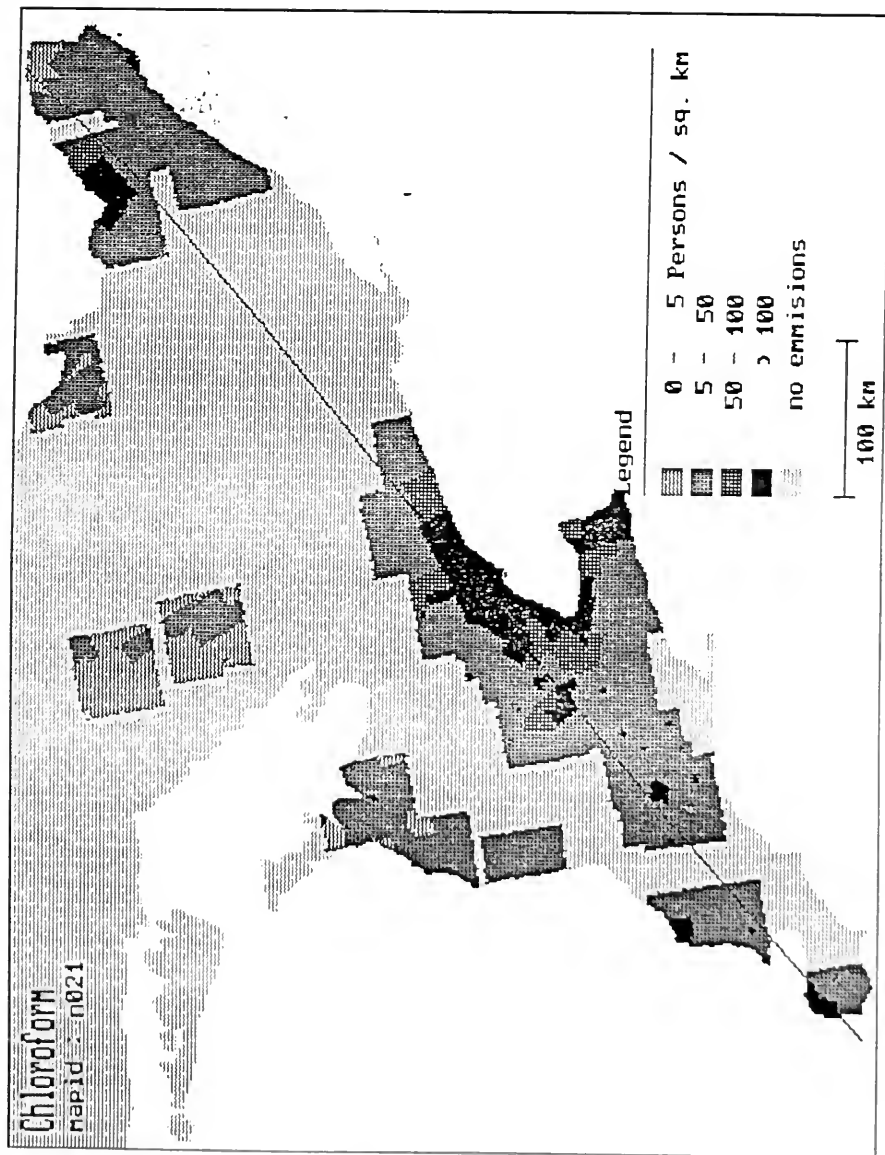 Chloroform
mapid : n021
Legend
0 - 5 Persons / sq. km
5 - 50
50 - 100
> 100
no emmisions
100 km